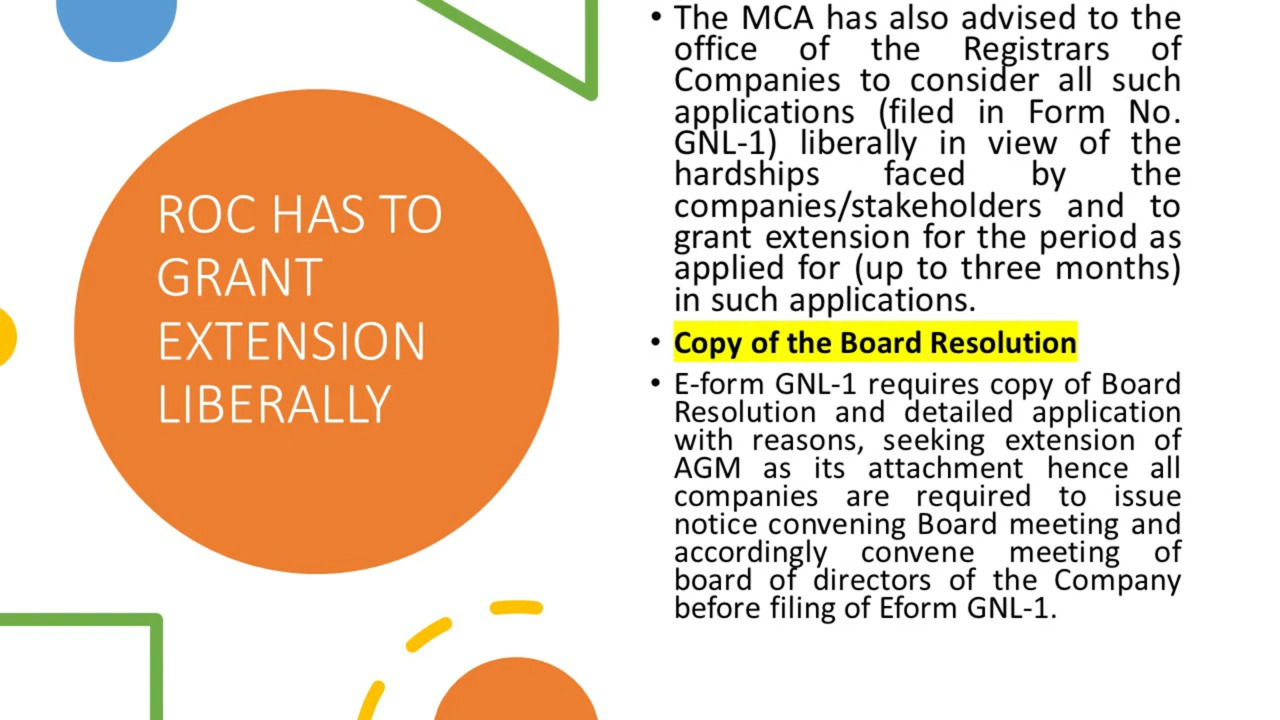 ROC HAS TO
GRANT
EXTENSION
LIBERALLY
• The MCA has also advised to the
office of the Registrars of
Companies to consider all such
applications (filed in Form No.
GNL-1) liberally in view of the
hardships faced by the
companies/stakeholders and to
grant extension for the period as
applied for (up to three months)
in such applications.
• Copy of the Board Resolution
• E-form GNL-1 requires copy of Board
Resolution and detailed application
with reasons, seeking extension of
AGM as its attachment hence all
companies are required to issue
notice convening Board meeting and
accordingly convene meeting of
board of directors of the Company
before filing of Eform GNL-1.